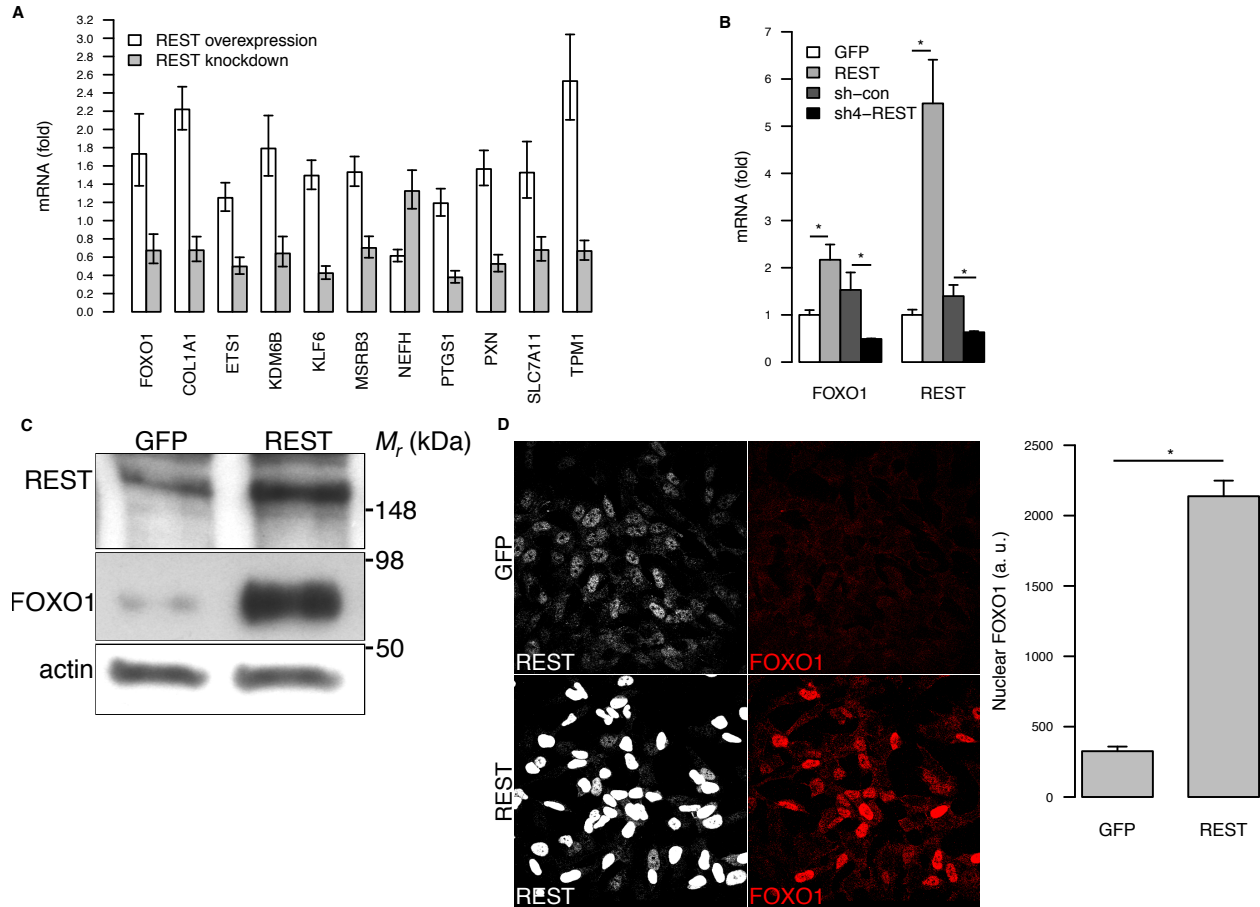 A
3.2
3.0
2.8
2.6
2.4
2.2
2.0
1.8
1.6
1.4
1.2
1.0
0.8
0.6
0.4
0.2
0.0
mRNA (fold)
REST overexpression
REST knockdown
FOXO1
COL1A1
ETS1
KDM6B
KLF6
MSRB3
NEFH
PTGS1
PXN
SLC7A11
TPM1
B
7
6
5
4
3
2
1
0
mRNA (fold)
GFP
REST
sh-con
sh4-REST
*
*
*
*
FOXO1
REST
C
GFP
REST
Mr (kDa)
REST
148
98
FOXO1
50
actin
D
GFP
REST
FOXO1
REST
REST
FOXO1
2500
2000
1500
1000
500
0
Nuclear FOXO1 (a. u.)
*
GFP
REST